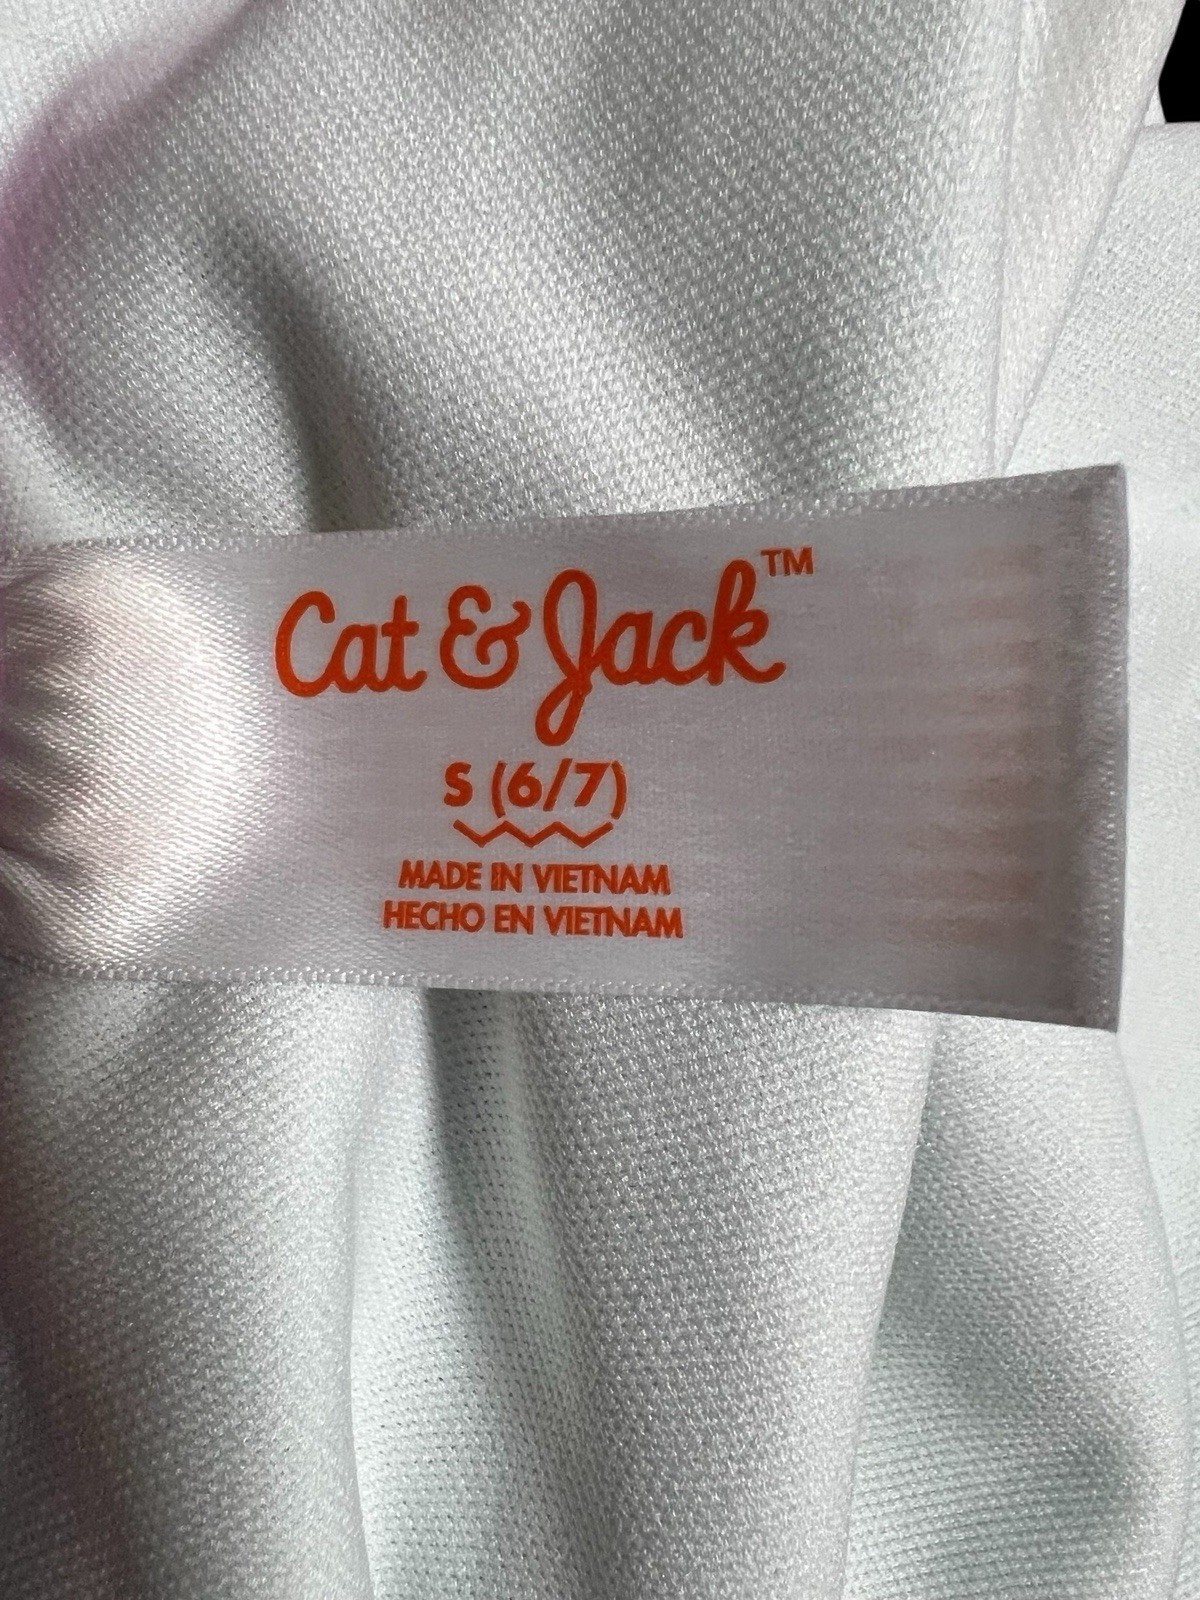 Cat & Jack™
S (6/7)
MADE IN VIETNAM
HECHO EN VIETNAM